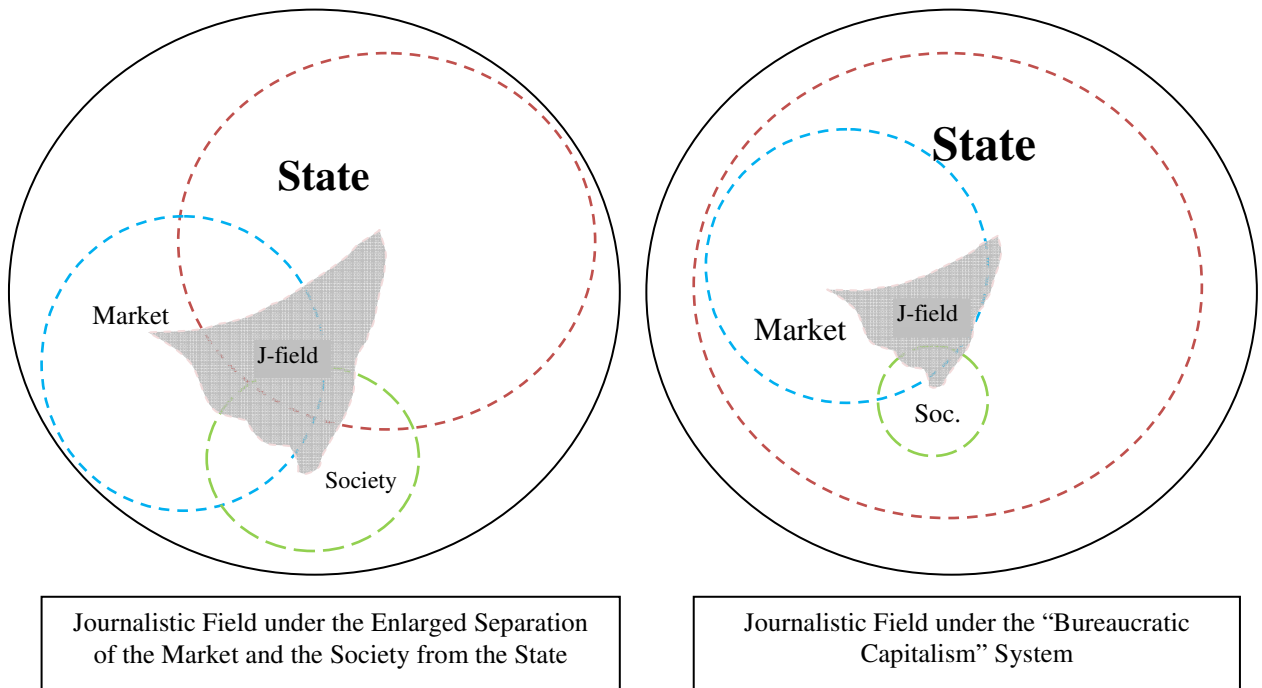 State
Market
J-field
Society
Journalistic Field under the Enlarged Separation
of the Market and the Society from the State
State
Market
J-field
Soc.
Journalistic Field under the “Bureaucratic
Capitalism” System